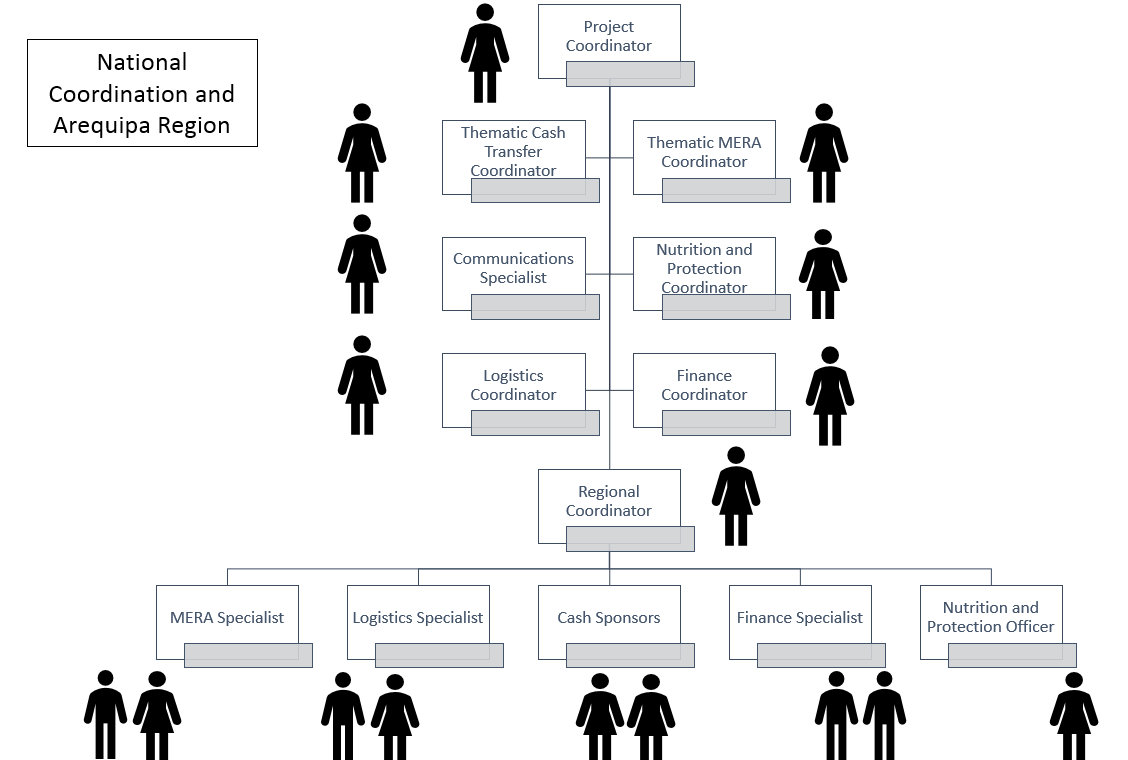 National
Coordination and
Arequipa Region
Project
Coordinator
Thematic Cash
Transfer
Coordinator
Thematic MERA
Coordinator
Communications
Specialist
Nutrition and
Protection
Coordinator
Logistics
Coordinator
Finance
Coordinator
Regional
Coordinator
MERA Specialist
Logistics Specialist
Cash Sponsors
Finance Specialist
Nutrition and
Protection Officer